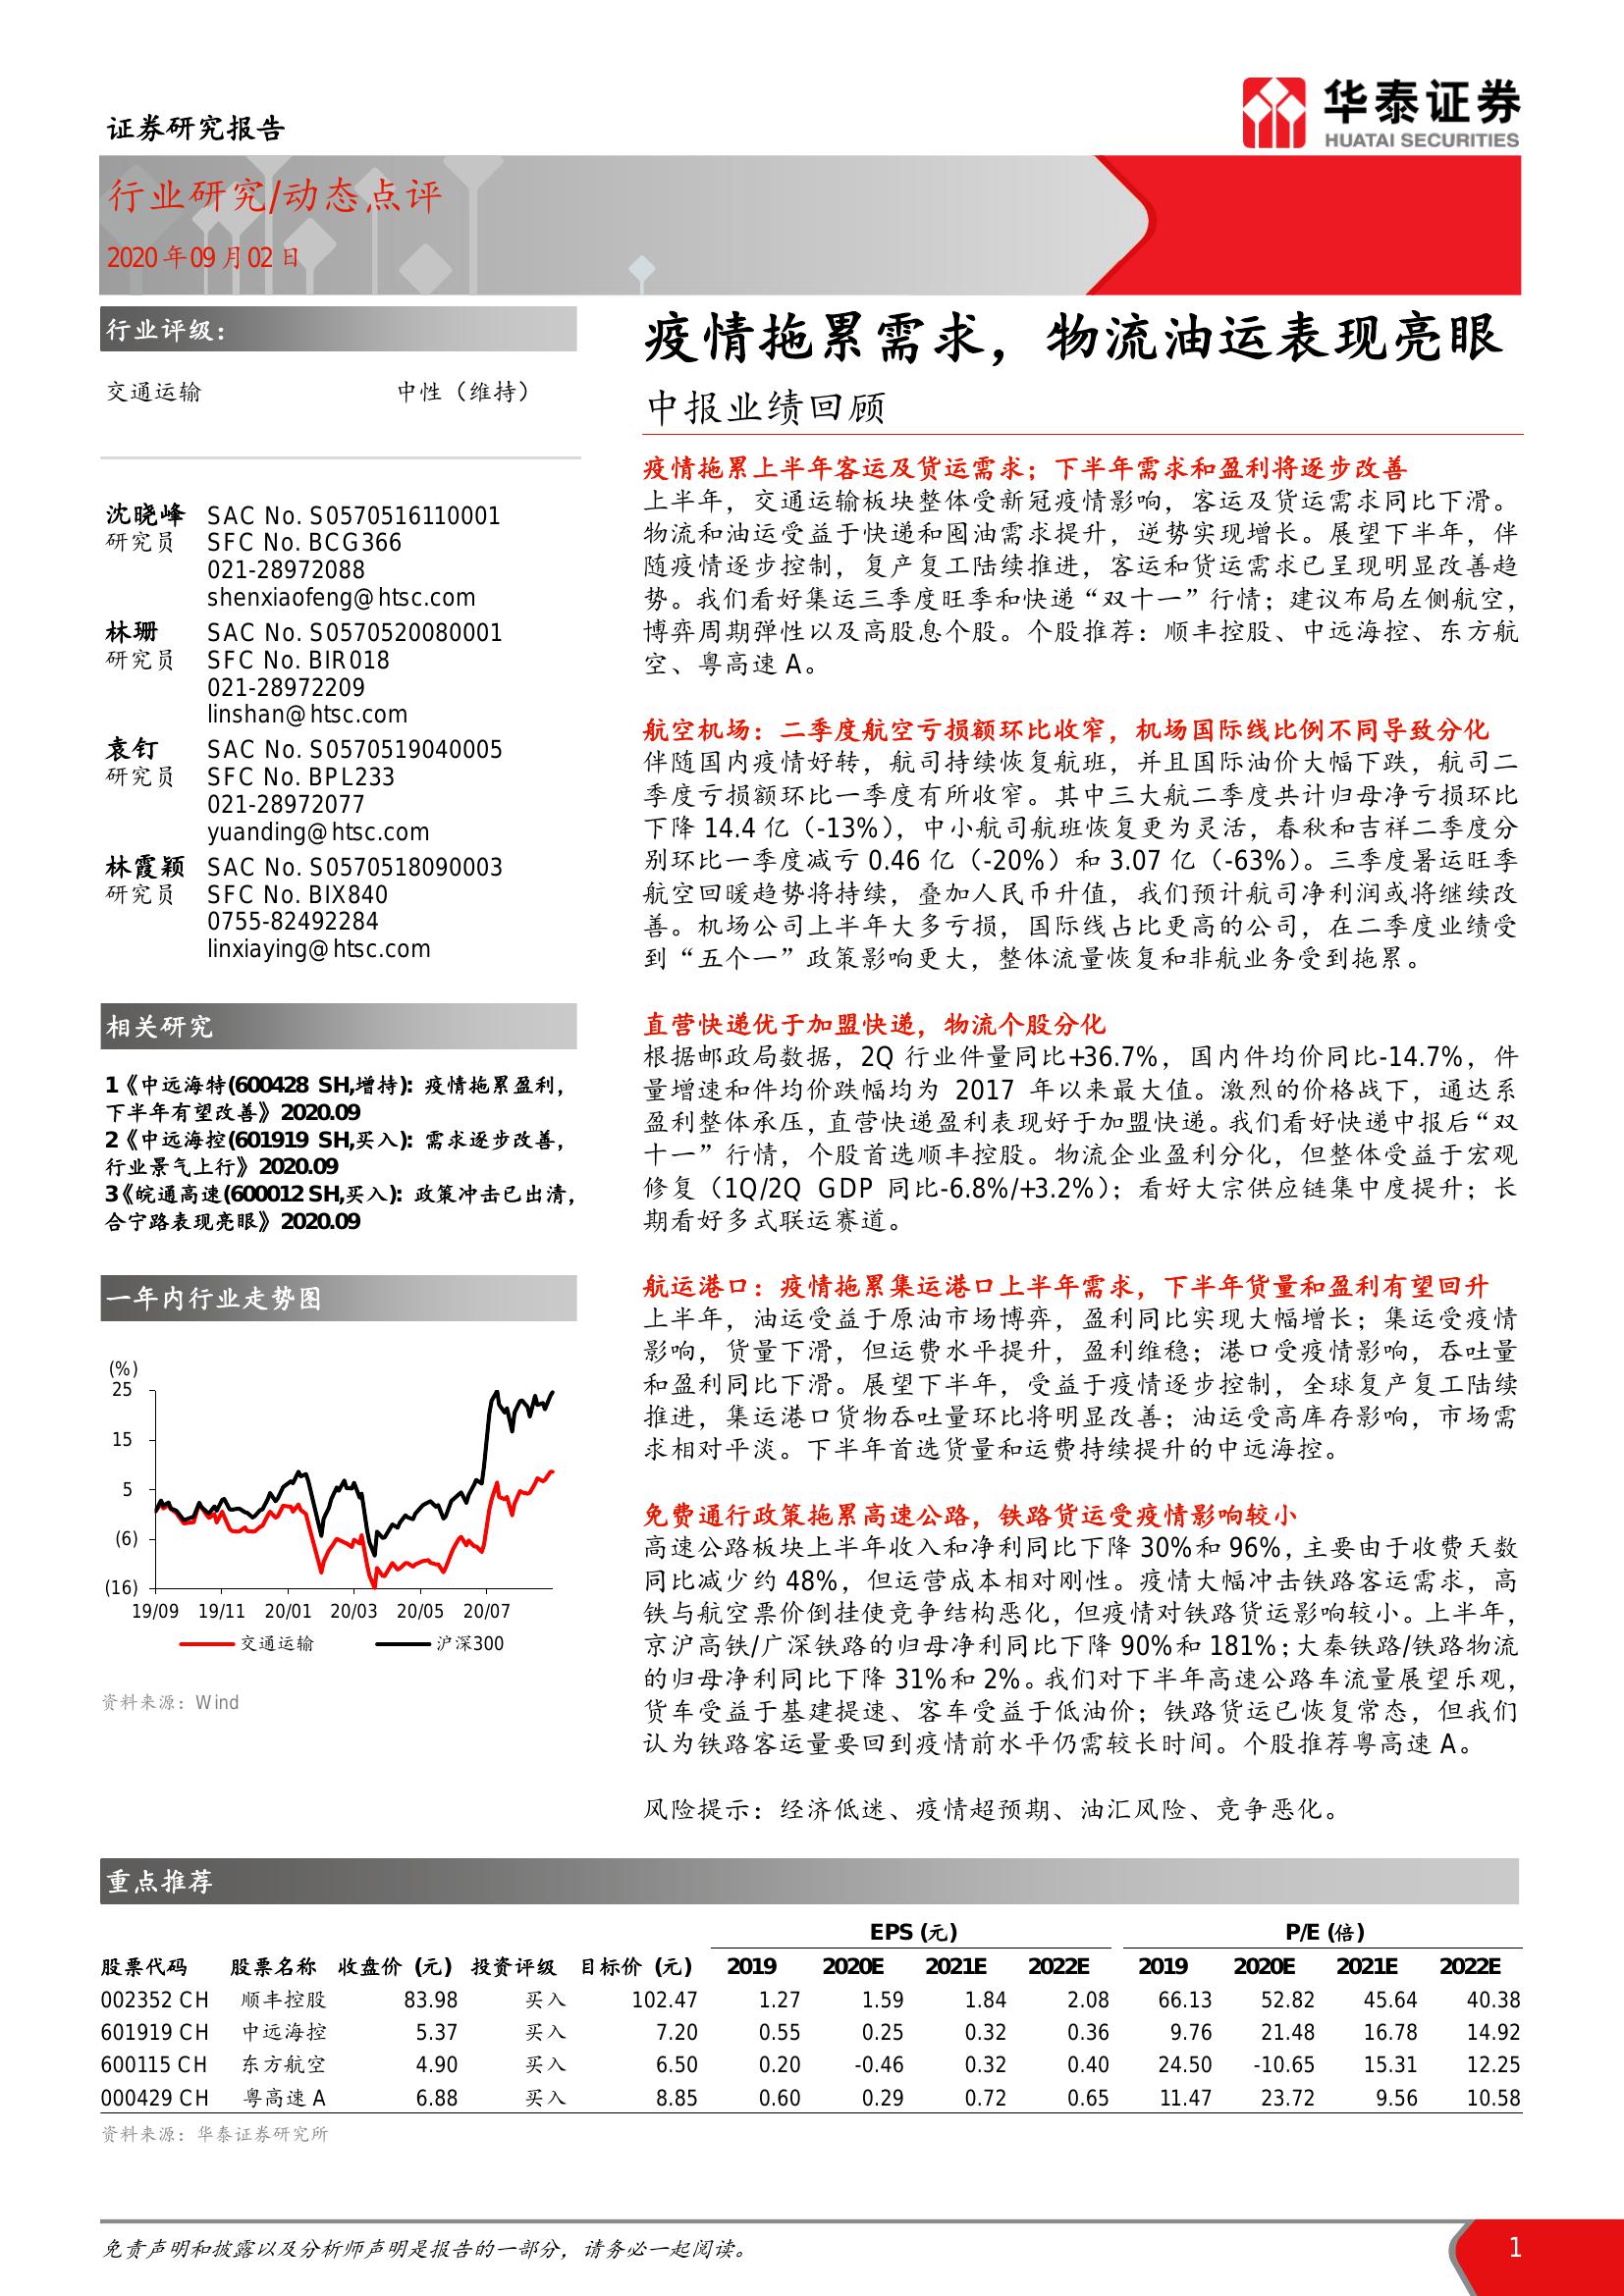 证券研究报告
华泰证券
HUATAI SECURITIES
行业研究/动态点评
2020年09月02日
行业评级：
交通运输 中性（维持）
沈晓峰 SAC No. S0570516110001
研究员 SFC No. BCG366
021-28972088
shenxiaofeng@htsc.com
林珊 SAC No. S0570520080001
研究员 SFC No. BIR018
021-28972209
linshan@htsc.com
袁钉 SAC No. S0570519040005
研究员 SFC No. BPL233
021-28972077
yuanding@htsc.com
林霞颖 SAC No. S0570518090003
研究员 SFC No. BIX840
0755-82492284
linxiaying@htsc.com
相关研究
1《中远海特(600428 SH,增持)：疫情拖累盈利，
下半年有望改善》2020.09
2《中远海控(601919 SH,买入)：需求逐步改善，
行业景气上行》2020.09
3《皖通高速(600012 SH,买入)：政策冲击已出清，
合宁路表现亮眼》2020.09
一年内行业走势图
(%)
25
15
5
(6)
(16)
19/09 19/11 20/01 20/03 20/05 20/07
交通运输 沪深300
资料来源：Wind
疫情拖累需求，物流油运表现亮眼
中报业绩回顾
疫情拖累上半年客运及货运需求；下半年需求和盈利将逐步改善
上半年，交通运输板块整体受新冠疫情影响，客运及货运需求同比下滑。
物流和油运受益于快递和囤油需求提升，逆势实现增长。展望下半年，伴
随疫情逐步控制，复产复工陆续推进，客运和货运需求已呈现明显改善趋
势。我们看好集运三季度旺季和快递“双十一”行情；建议布局左侧航空，
博弈周期弹性以及高股息个股。个股推荐：顺丰控股、中远海控、东方航
空、粤高速 A。
航空机场：二季度航空亏损额环比收窄，机场国际线比例不同导致分化
伴随国内疫情好转，航司持续恢复航班，并且国际油价大幅下跌，航司二
季度亏损额环比一季度有所收窄。其中三大航二季度共计归母净亏损环比
下降 14.4 亿（-13%），中小航司航班恢复更为灵活，春秋和吉祥二季度分
别环比一季度减亏 0.46 亿（-20%）和 3.07 亿（-63%）。三季度暑运旺季
航空回暖趋势将持续，叠加人民币升值，我们预计航司净利润或将继续改
善。机场公司上半年大多亏损，国际线占比更高的公司，在二季度业绩受
到“五个一”政策影响更大，整体流量恢复和非航业务受到拖累。
直营快递优于加盟快递，物流个股分化
根据邮政局数据，2Q 行业件量同比+36.7%，国内件均价同比-14.7%，件
量增速和件均价跌幅均为 2017 年以来最大值。激烈的价格战下，通达系
盈利整体承压，直营快递盈利表现好于加盟快递。我们看好快递中报后“双
十一”行情，个股首选顺丰控股。物流企业盈利分化，但整体受益于宏观
修复（1Q/2Q GDP 同比-6.8%/+3.2%）；看好大宗供应链集中度提升；长
期看好多式联运赛道。
航运港口：疫情拖累集运港口上半年需求，下半年货量和盈利有望回升
上半年，油运受益于原油市场博弈，盈利同比实现大幅增长；集运受疫情
影响，货量下滑，但运费水平提升，盈利维稳；港口受疫情影响，吞吐量
和盈利同比下滑。展望下半年，受益于疫情逐步控制，全球复产复工陆续
推进，集运港口货物吞吐量环比将明显改善；油运受高库存影响，市场需
求相对平淡。下半年首选货量和运费持续提升的中远海控。
免费通行政策拖累高速公路，铁路货运受疫情影响较小
高速公路板块上半年收入和净利同比下降 30%和 96%，主要由于收费天数
同比减少约 48%，但运营成本相对刚性。疫情大幅冲击铁路客运需求，高
铁与航空票价倒挂使竞争结构恶化，但疫情对铁路货运影响较小。上半年，
京沪高铁/广深铁路的归母净利同比下降 90%和 181%；大秦铁路/铁路物流
的归母净利同比下降 31%和 2%。我们对下半年高速公路车流量展望乐观，
货车受益于基建提速、客车受益于低油价；铁路货运已恢复常态，但我们
认为铁路客运量要回到疫情前水平仍需较长时间。个股推荐粤高速 A。
风险提示：经济低迷、疫情超预期、油汇风险、竞争恶化。
重点推荐
EPS (元) P/E (倍)
股票代码 股票名称 收盘价 (元) 投资评级 目标价 (元) 2019 2020E 2021E 2022E 2019 2020E 2021E 2022E
002352 CH 顺丰控股 83.98 买入 102.47 1.27 1.59 1.84 2.08 66.13 52.82 45.64 40.38
601919 CH 中远海控 5.37 买入 7.20 0.55 0.25 0.32 0.36 9.76 21.48 16.78 14.92
600115 CH 东方航空 4.90 买入 6.50 0.20 -0.46 0.32 0.40 24.50 -10.65 15.31 12.25
000429 CH 粤高速 A 6.88 买入 8.85 0.60 0.29 0.72 0.65 11.47 23.72 9.56 10.58
资料来源：华泰证券研究所
免责声明和披露以及分析师声明是报告的一部分，请务必一起阅读。
1